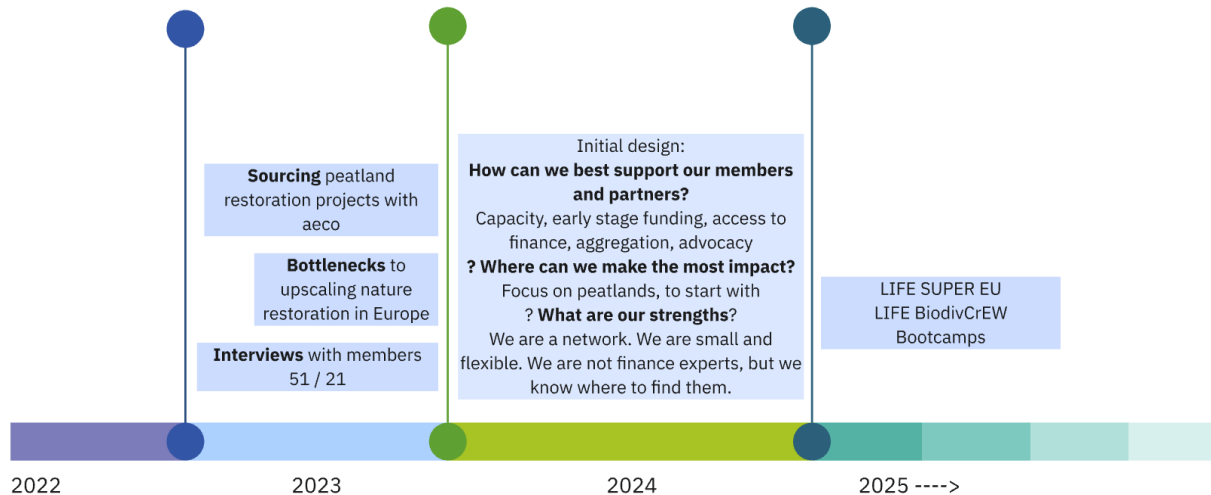 Sourcing peatland
restoration projects with
aeco
Bottlenecks to
upscaling nature
restoration in Europe
Interviews with members
51 / 21
Initial design:
How can we best support our members
and partners?
Capacity, early stage funding, access to
finance, aggregation, advocacy
? Where can we make the most impact?
Focus on peatlands, to start with
? What are our strengths?
We are a network. We are small and
flexible. We are not finance experts, but we
know where to find them.
LIFE SUPER EU
LIFE BiodivCrEW
Bootcamps
2022
2023
2024
2025 ---->